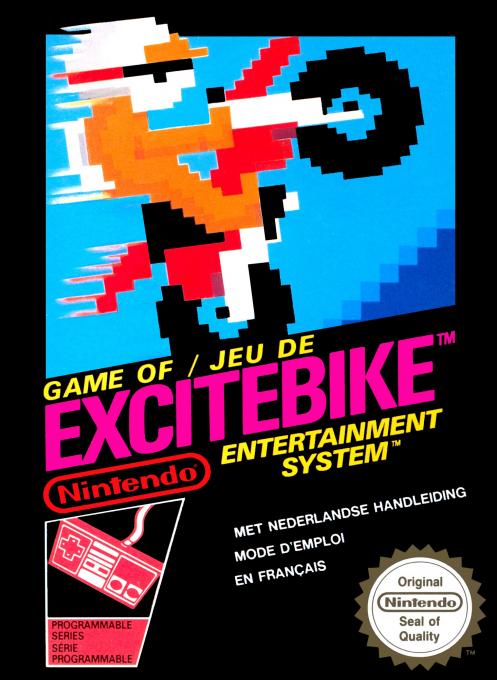 GAME OF / JEU DE
EXCITEBIKE™
Nintendo®
ENTERTAINMENT
SYSTEM™
MET NEDERLANDSE HANDLEIDING
MODE D'EMPLOI
EN FRANÇAIS
PROGRAMMABLE
SERIES
SÉRIE
PROGRAMMABLE
Original
Nintendo
Seal of
Quality
TM